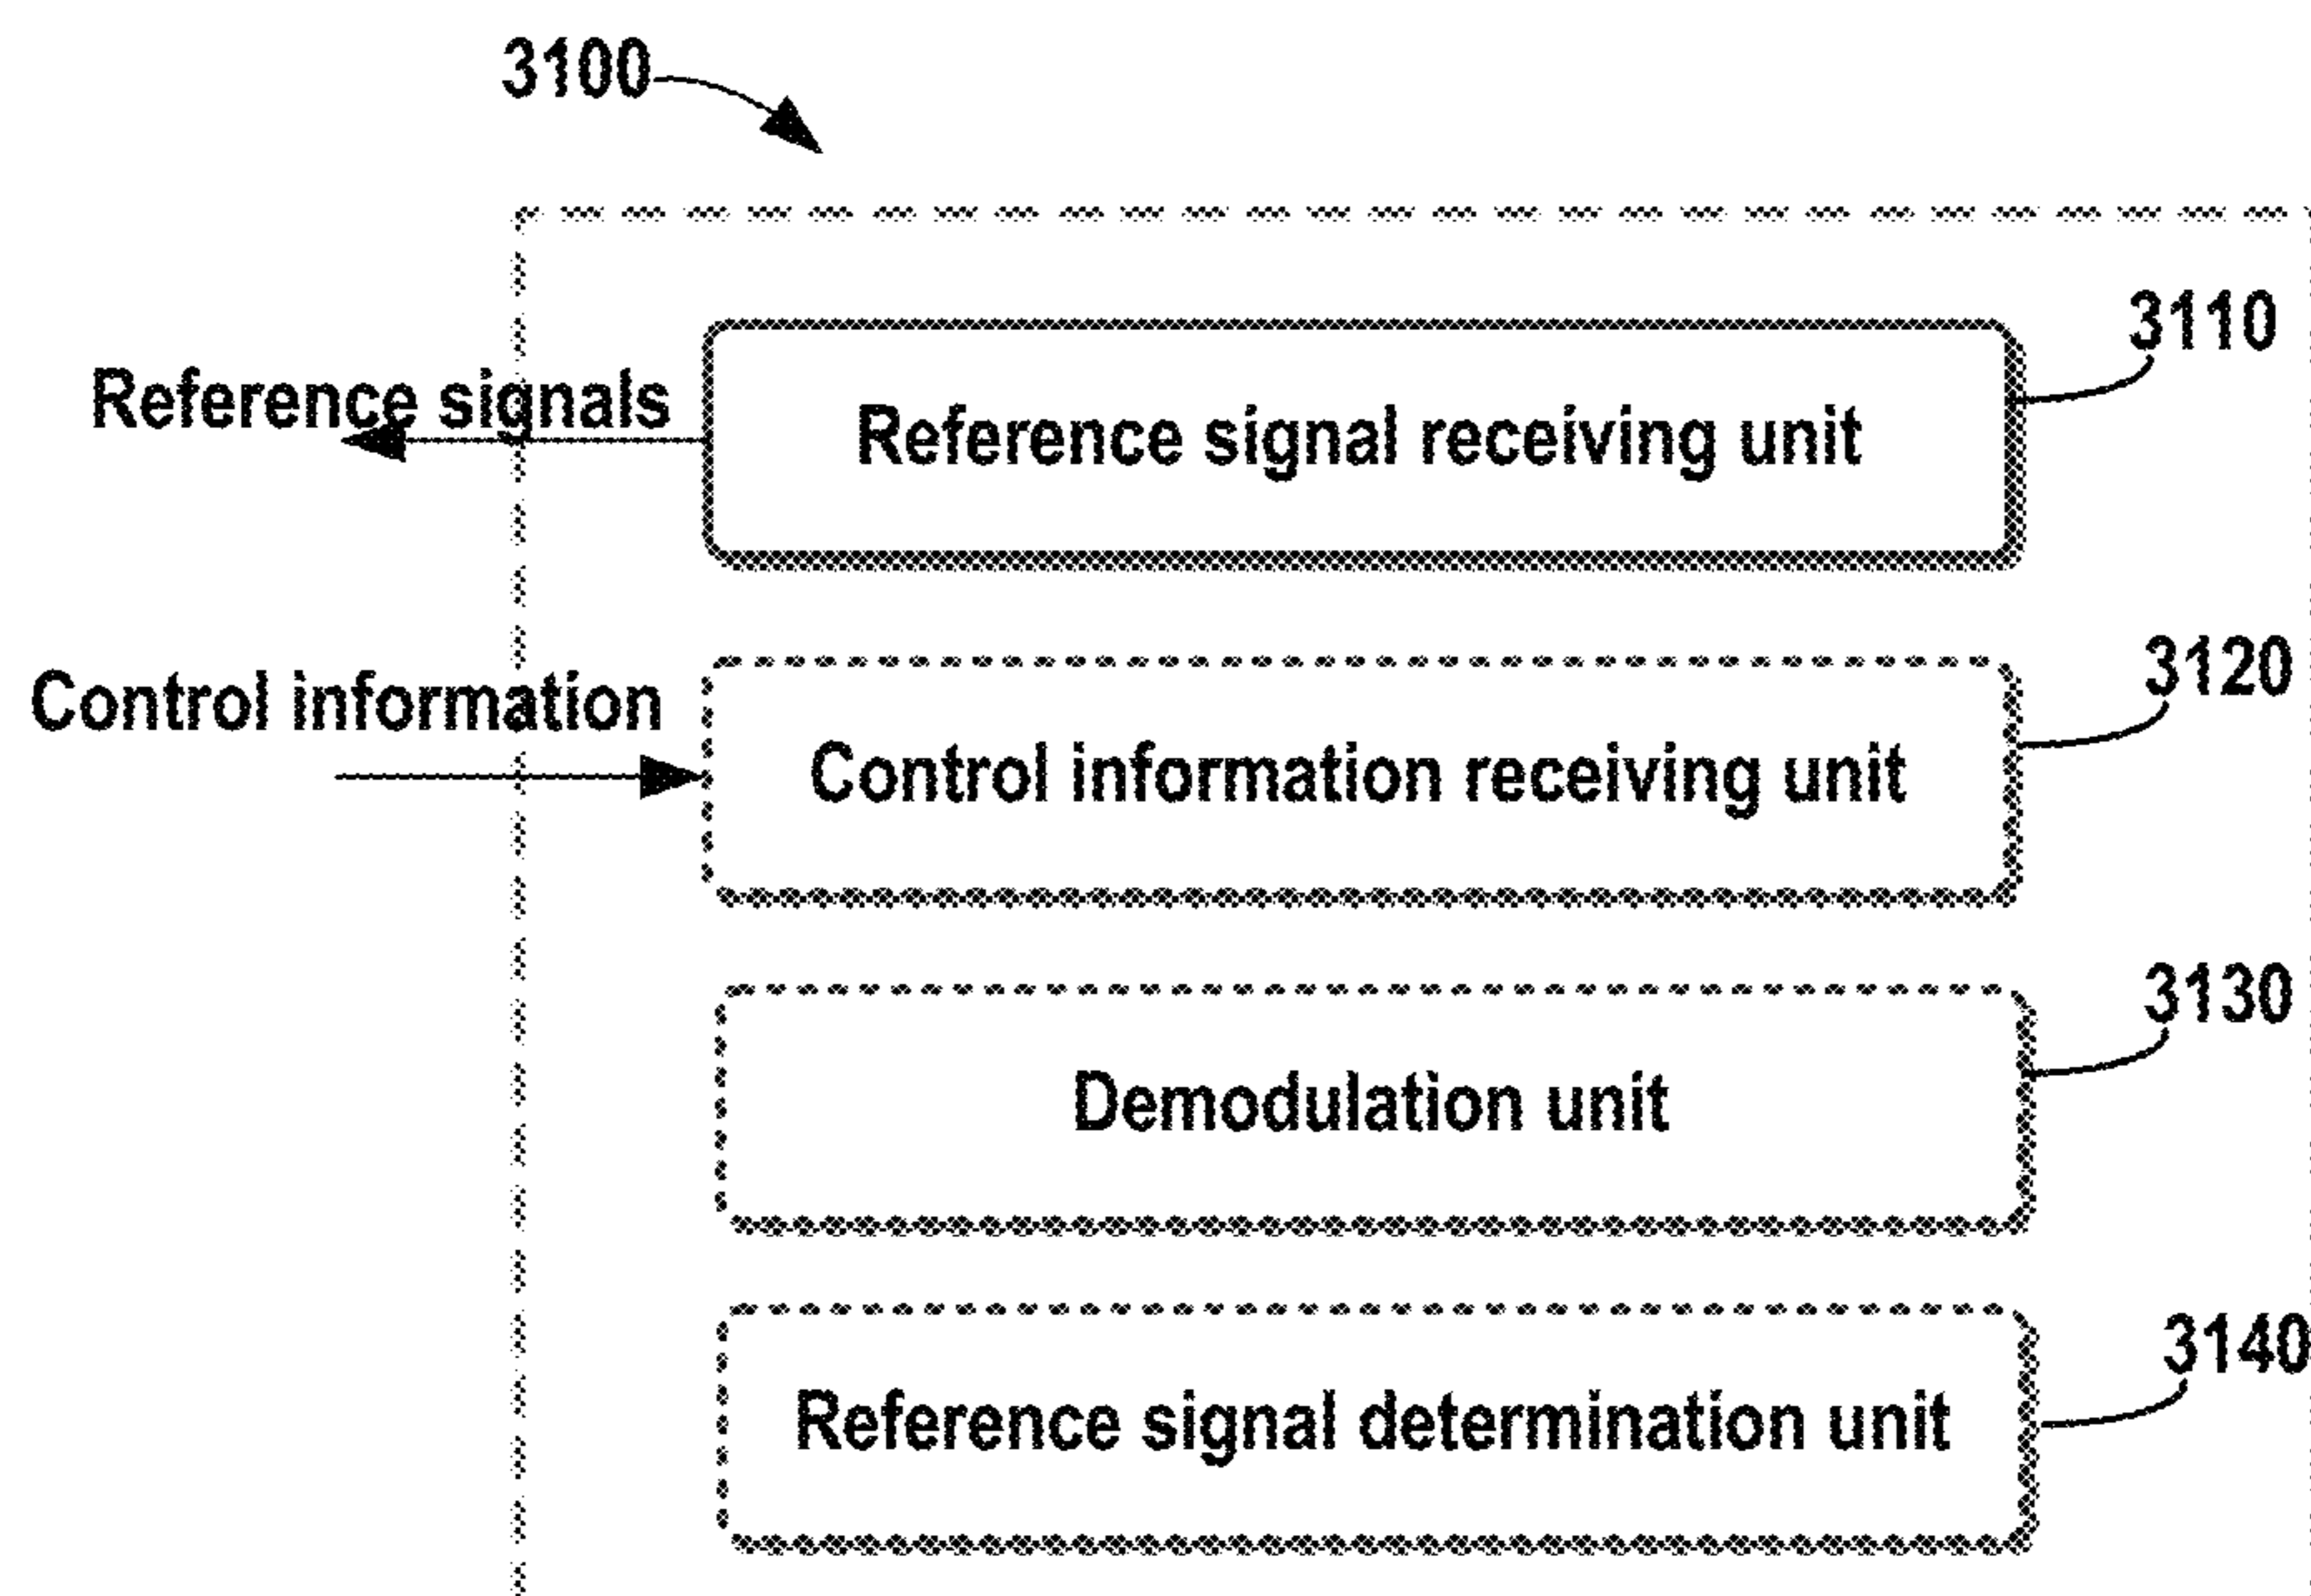 3100
3110
Reference signals
Reference signal receiving unit
3120
Control information
Control information receiving unit
3130
Demodulation unit
3140
Reference signal determination unit